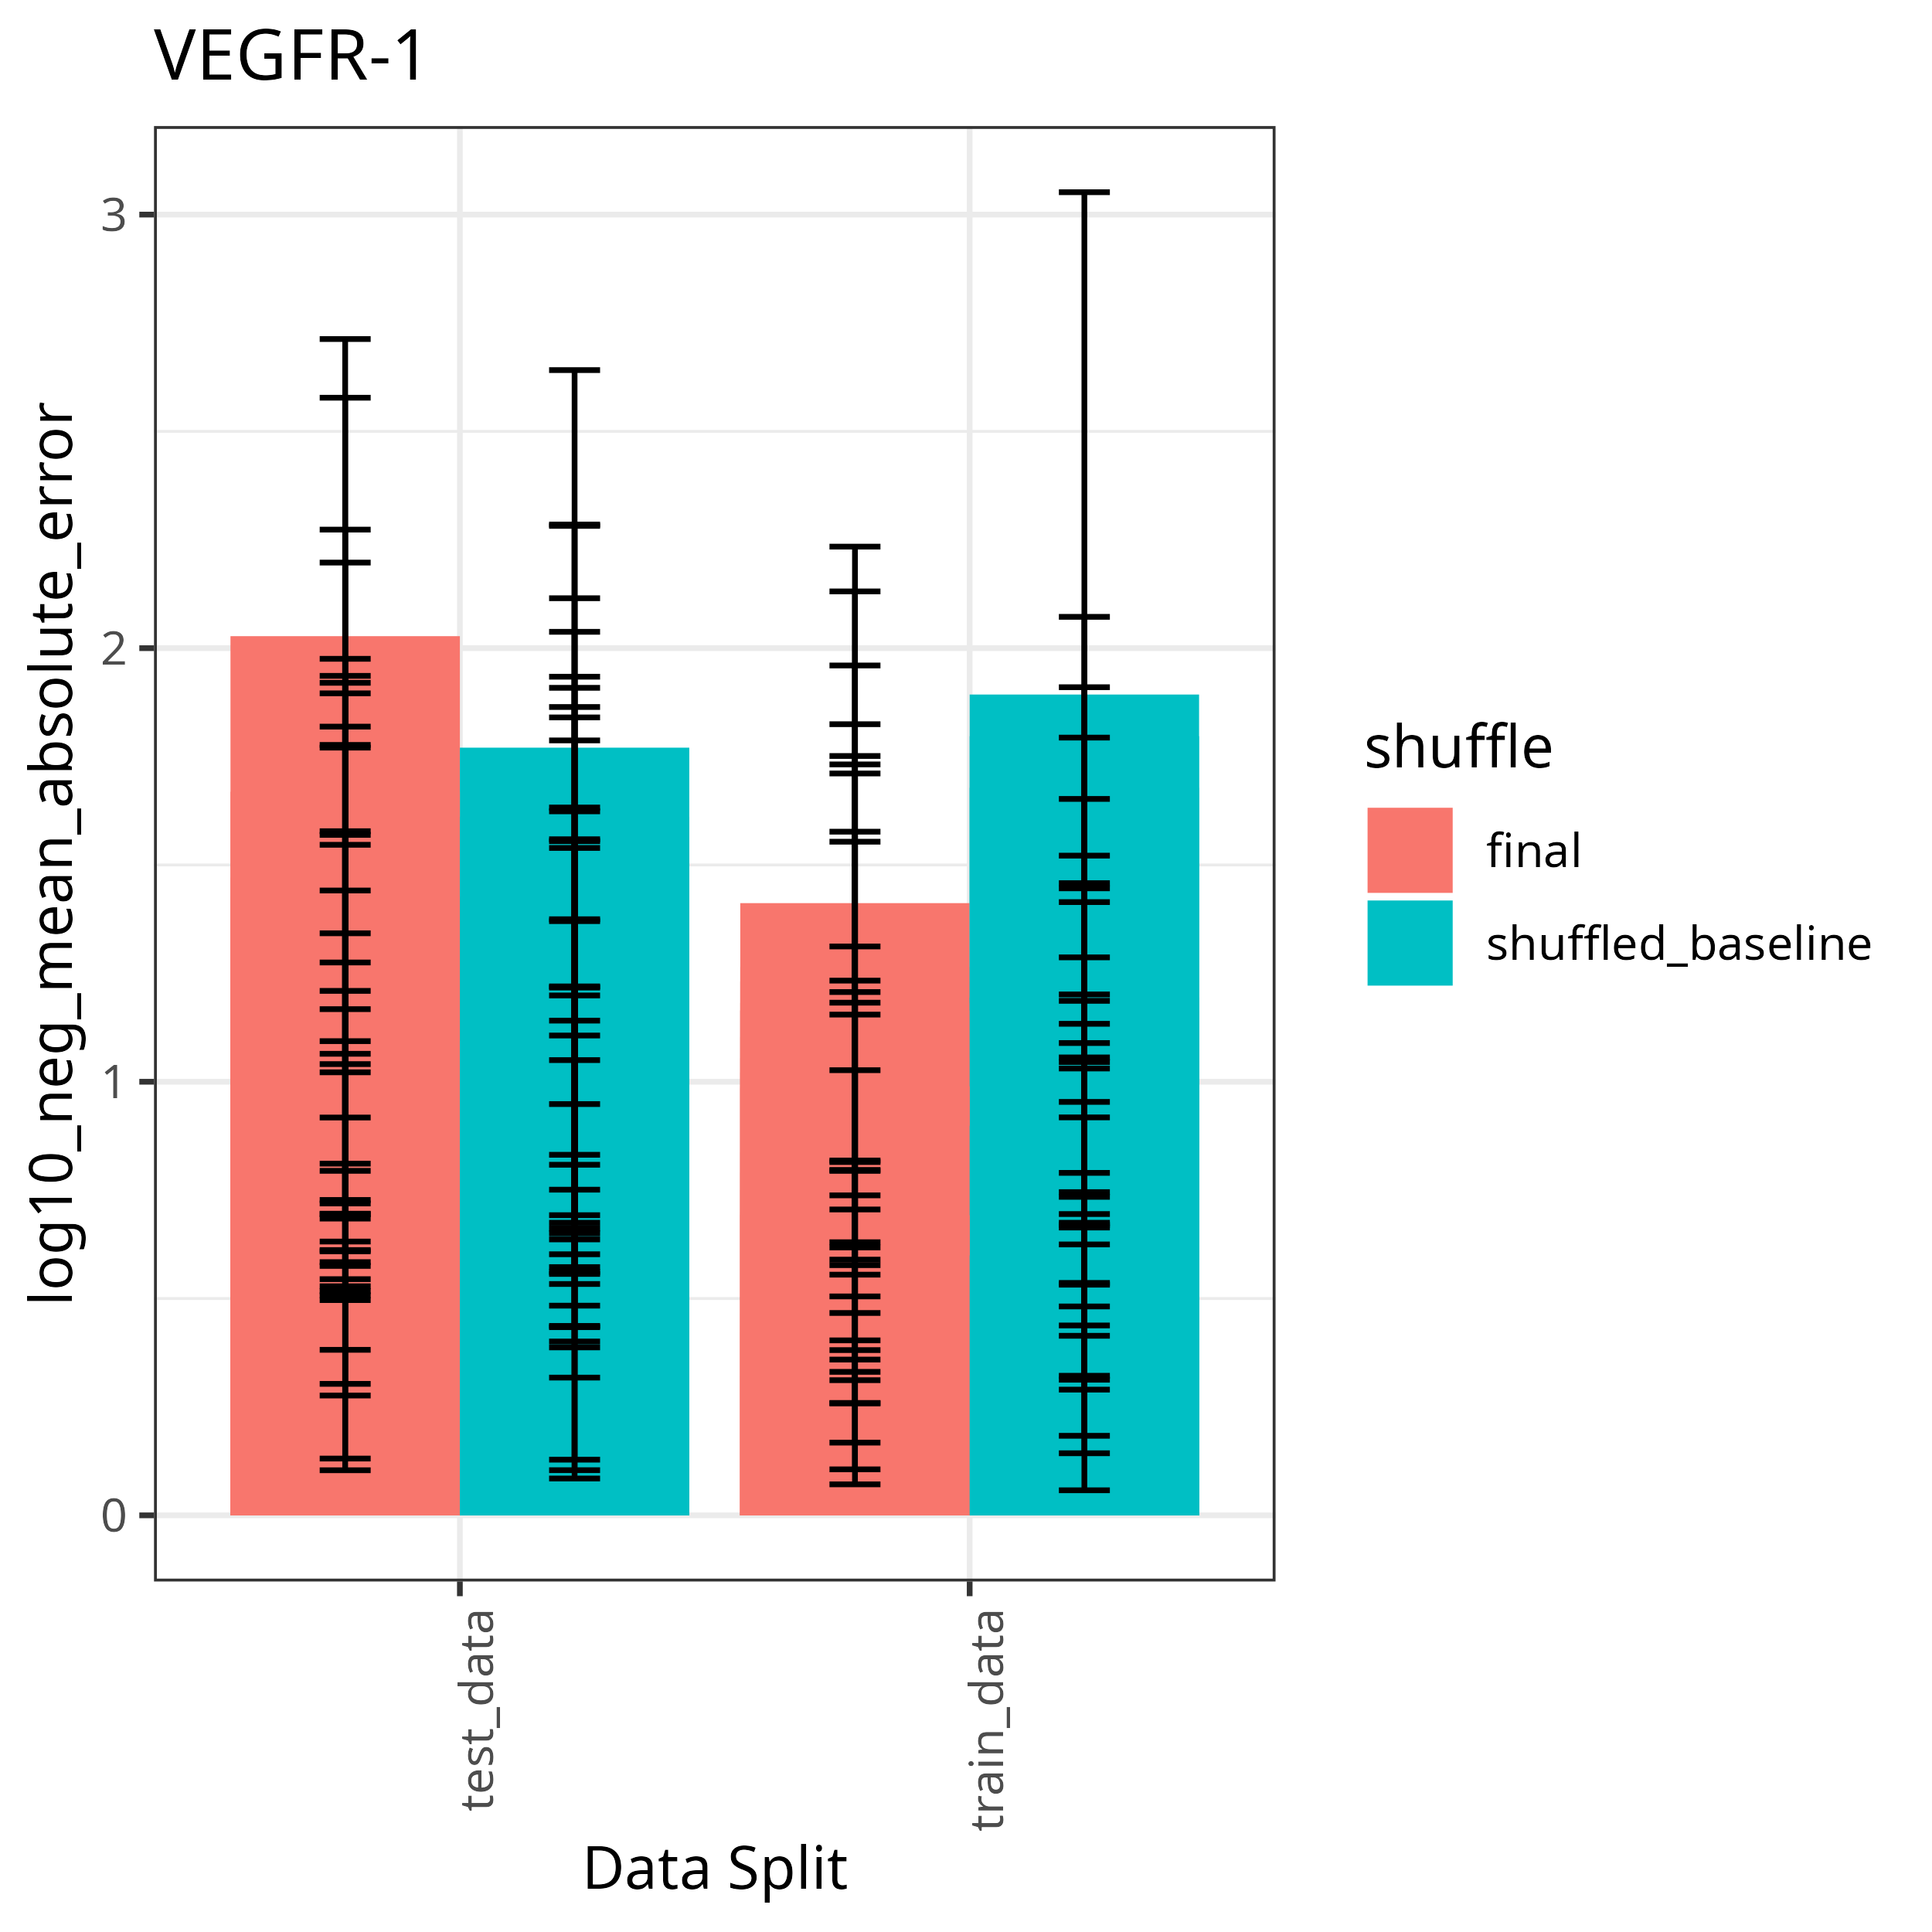 VEGFR-1
log10_neg_mean_absolute_error
3
2
1
0
test_data
train_data
Data Split
shuffle
final
shuffled_baseline